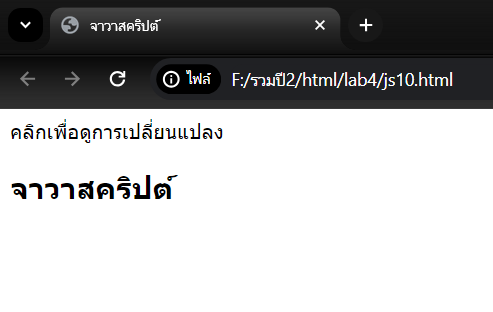 จาวาสคริปต์
ไฟล์ F:/รวมปี2/html/lab4/js10.html
คลิกเพื่อดูการเปลี่ยนแปลง
จาวาสคริปต์